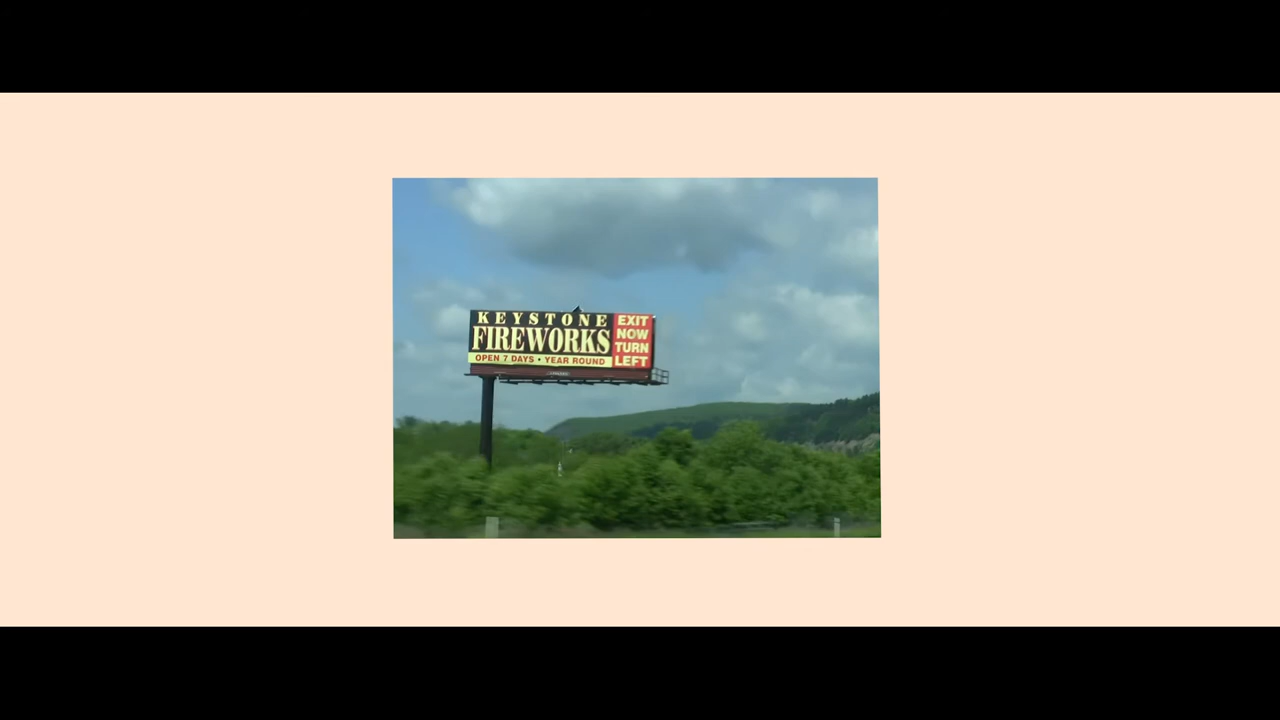 KEYSTONE
FIREWORKS
OPEN 7 DAYS • YEAR ROUND
EXIT
NOW
TURN
LEFT